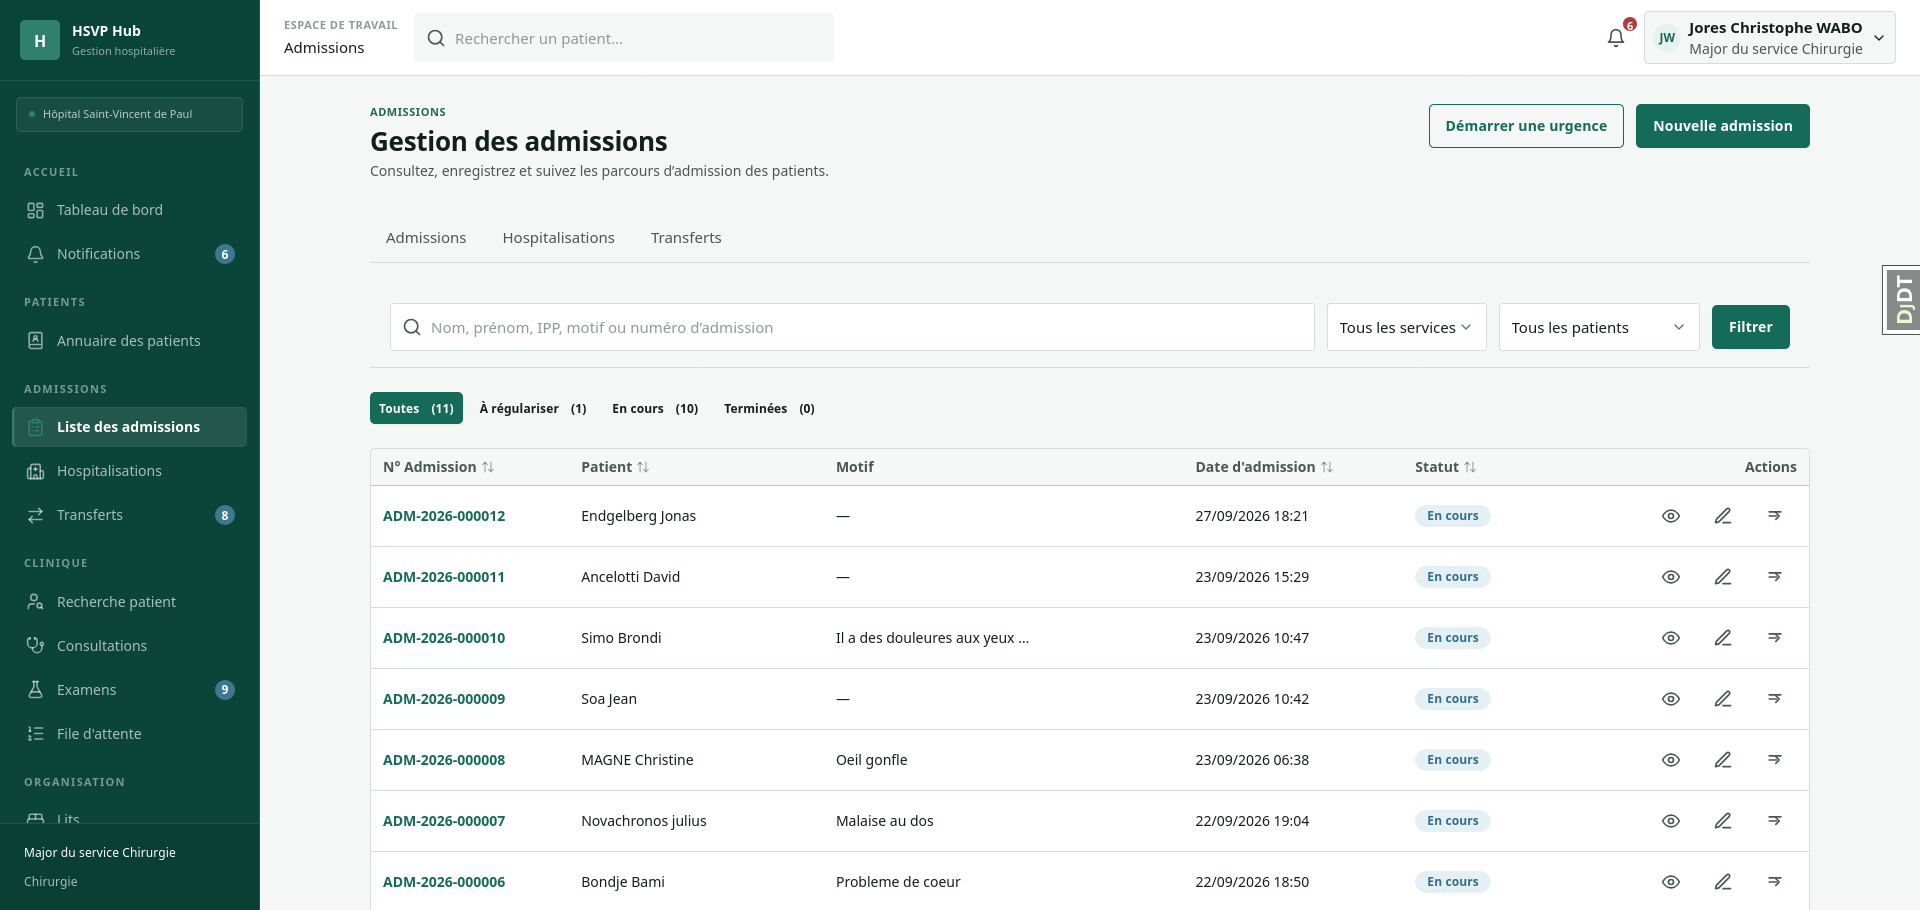 H
HSVP Hub
Gestion hospitalière
Hôpital Saint-Vincent de Paul
ACCUEIL
Tableau de bord
Notifications 6
PATIENTS
Annuaire des patients
ADMISSIONS
Liste des admissions
Hospitalisations
Transferts 8
CLINIQUE
Recherche patient
Consultations
Examens 9
File d'attente
ORGANISATION
Lits
Major du service Chirurgie
Chirurgie
ESPACE DE TRAVAIL
Admissions
Rechercher un patient...
6
JW
Jores Christophe WABO
Major du service Chirurgie
ADMISSIONS
Gestion des admissions
Consultez, enregistrez et suivez les parcours d’admission des patients.
Démarrer une urgence
Nouvelle admission
Admissions Hospitalisations Transferts
Nom, prénom, IPP, motif ou numéro d’admission
Tous les services
Tous les patients
Filtrer
DjDT
Toutes (11) À régulariser (1) En cours (10) Terminées (0)
N° Admission Patient Motif Date d'admission Statut Actions
ADM-2026-000012 Endgelberg Jonas — 27/09/2026 18:21 En cours
ADM-2026-000011 Ancelotti David — 23/09/2026 15:29 En cours
ADM-2026-000010 Simo Brondi Il a des douleures aux yeux ... 23/09/2026 10:47 En cours
ADM-2026-000009 Soa Jean — 23/09/2026 10:42 En cours
ADM-2026-000008 MAGNE Christine Oeil gonfle 23/09/2026 06:38 En cours
ADM-2026-000007 Novachronos julius Malaise au dos 22/09/2026 19:04 En cours
ADM-2026-000006 Bondje Bami Probleme de coeur 22/09/2026 18:50 En cours